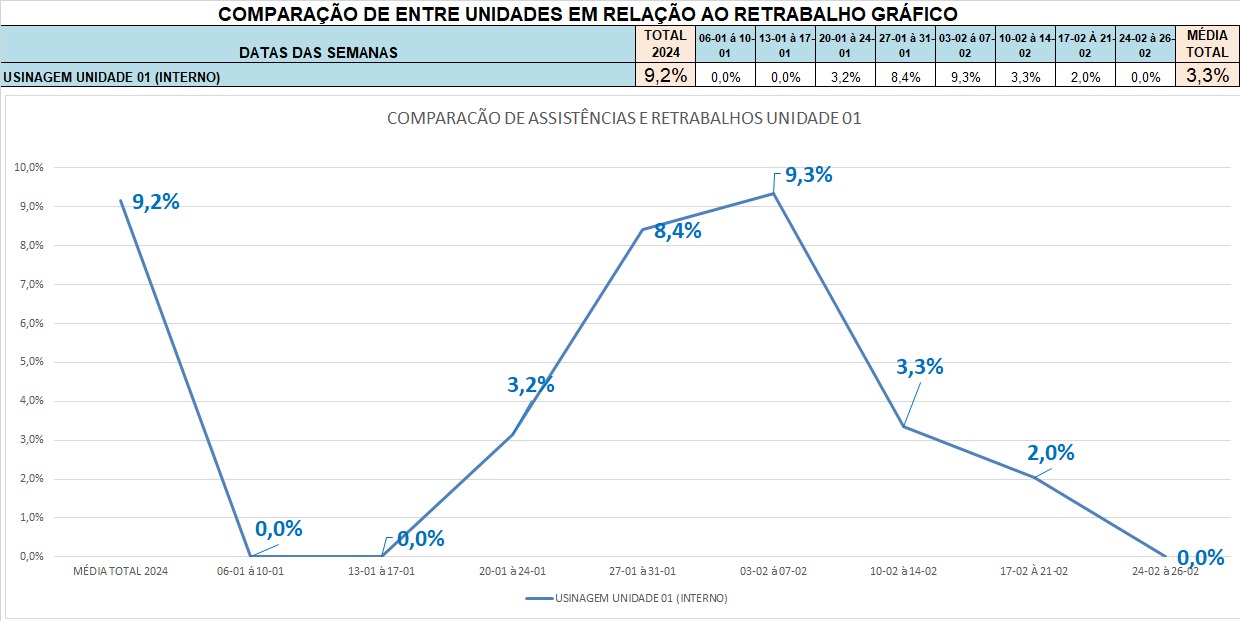 COMPARAÇÃO DE ENTRE UNIDADES EM RELAÇÃO AO RETRABALHO GRÁFICO
DATAS DAS SEMANAS
TOTAL 2024
06-01 á 10-01
13-01 à 17-01
20-01 à 24-01
27-01 à 31-01
03-02 á 07-02
10-02 à 14-02
17-02 À 21-02
24-02 à 26-02
MÉDIA TOTAL
USINAGEM UNIDADE 01 (INTERNO)
9,2%
0,0%
0,0%
3,2%
8,4%
9,3%
3,3%
2,0%
0,0%
3,3%
COMPARACÃO DE ASSISTÊNCIAS E RETRABALHOS UNIDADE 01
10,0%
9,0%
8,0%
7,0%
6,0%
5,0%
4,0%
3,0%
2,0%
1,0%
0,0%
9,2%
0,0%
0,0%
3,2%
8,4%
9,3%
3,3%
2,0%
0,0%
MÉDIA TOTAL 2024
06-01 á 10-01
13-01 à 17-01
20-01 à 24-01
27-01 à 31-01
03-02 á 07-02
10-02 à 14-02
17-02 À 21-02
24-02 à 26-02
USINAGEM UNIDADE 01 (INTERNO)